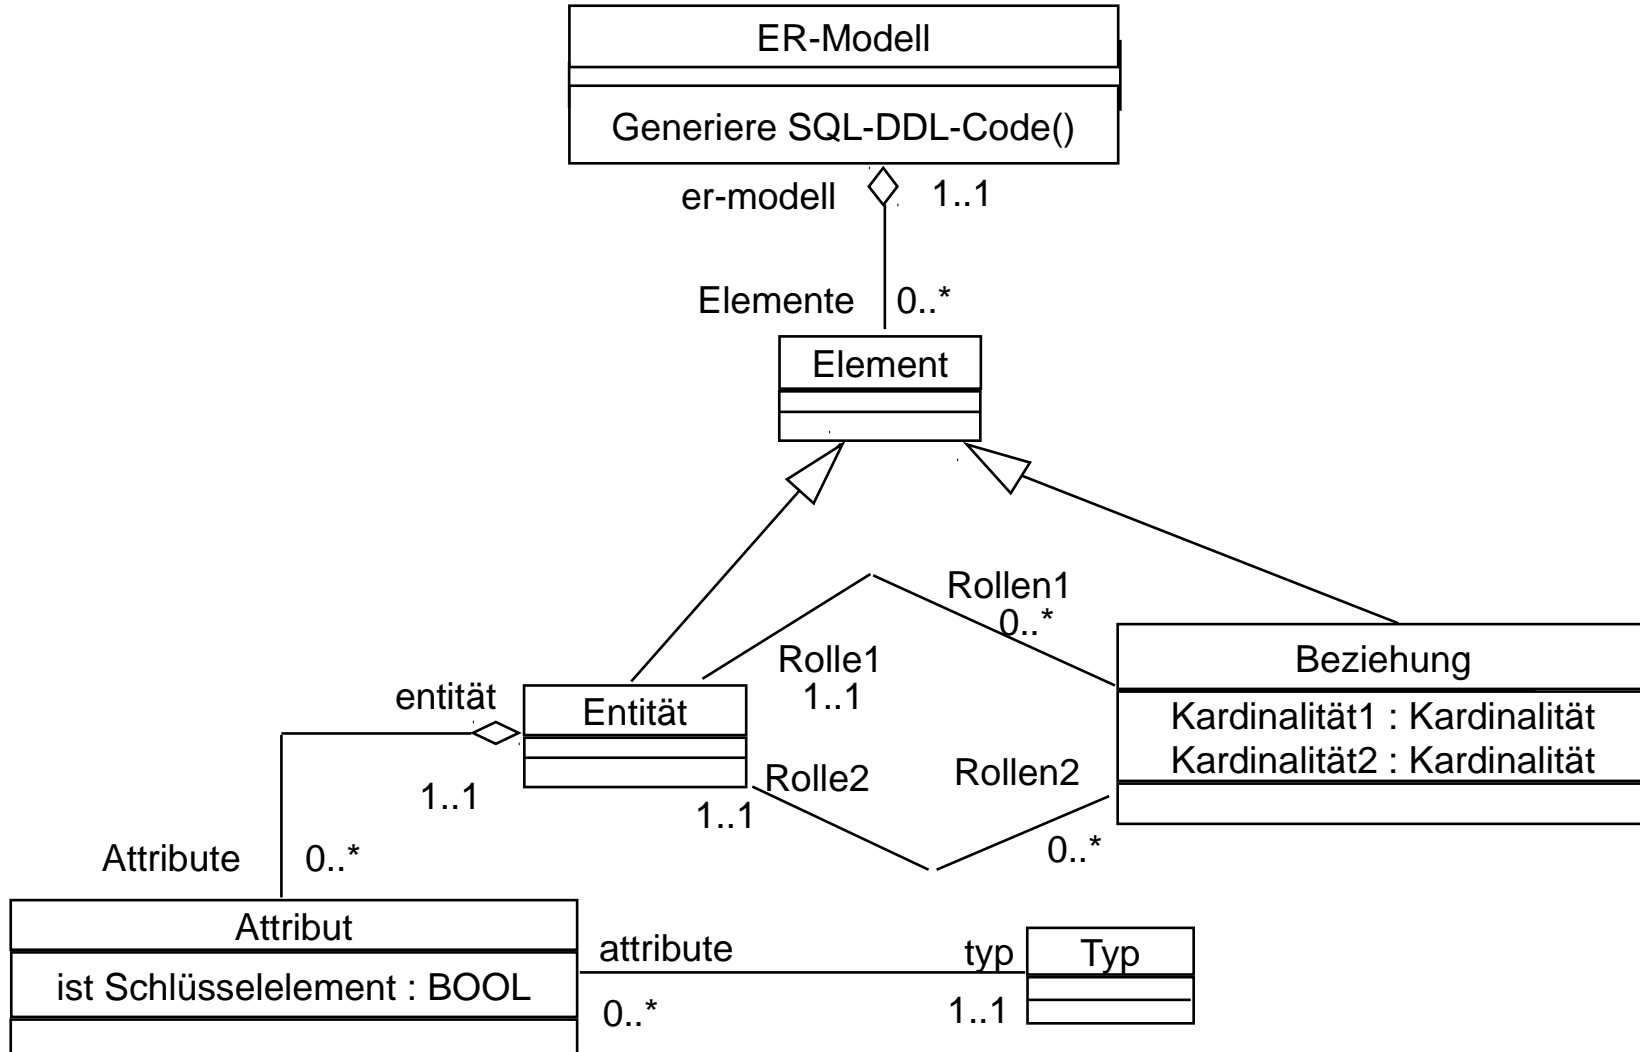 ER-Modell
Generiere SQL-DDL-Code()
er-modell
1..1
Elemente
0..*
Element
Rollen1
0..*
Rolle1
1..1
Beziehung
Kardinalität1 : Kardinalität
Kardinalität2 : Kardinalität
entität
Entität
1..1
Rolle2
1..1
Rollen2
0..*
Attribute
0..*
Attribut
ist Schlüsselelement : BOOL
attribute
0..*
typ
1..1
Typ